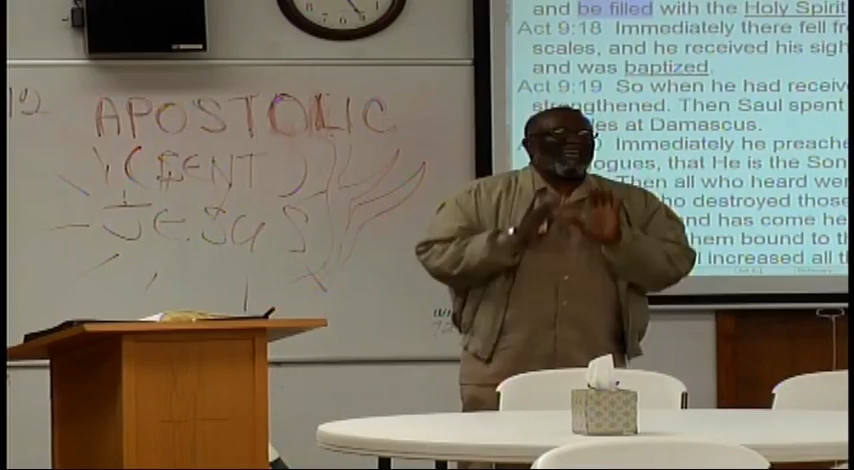 APOSTOLIC
(SENT)
JESUS
and be filled with the Holy Spirit
Act 9:18 Immediately there fell fr
scales, and he received his sigh
and was baptized.
Act 9:19 So when he had receive
strengthened. Then Saul spent
at Damascus.
Immediately he preache
that He is the Son
Then all who heard wer
destroyed those
and has come he
them bound to th
increased all th